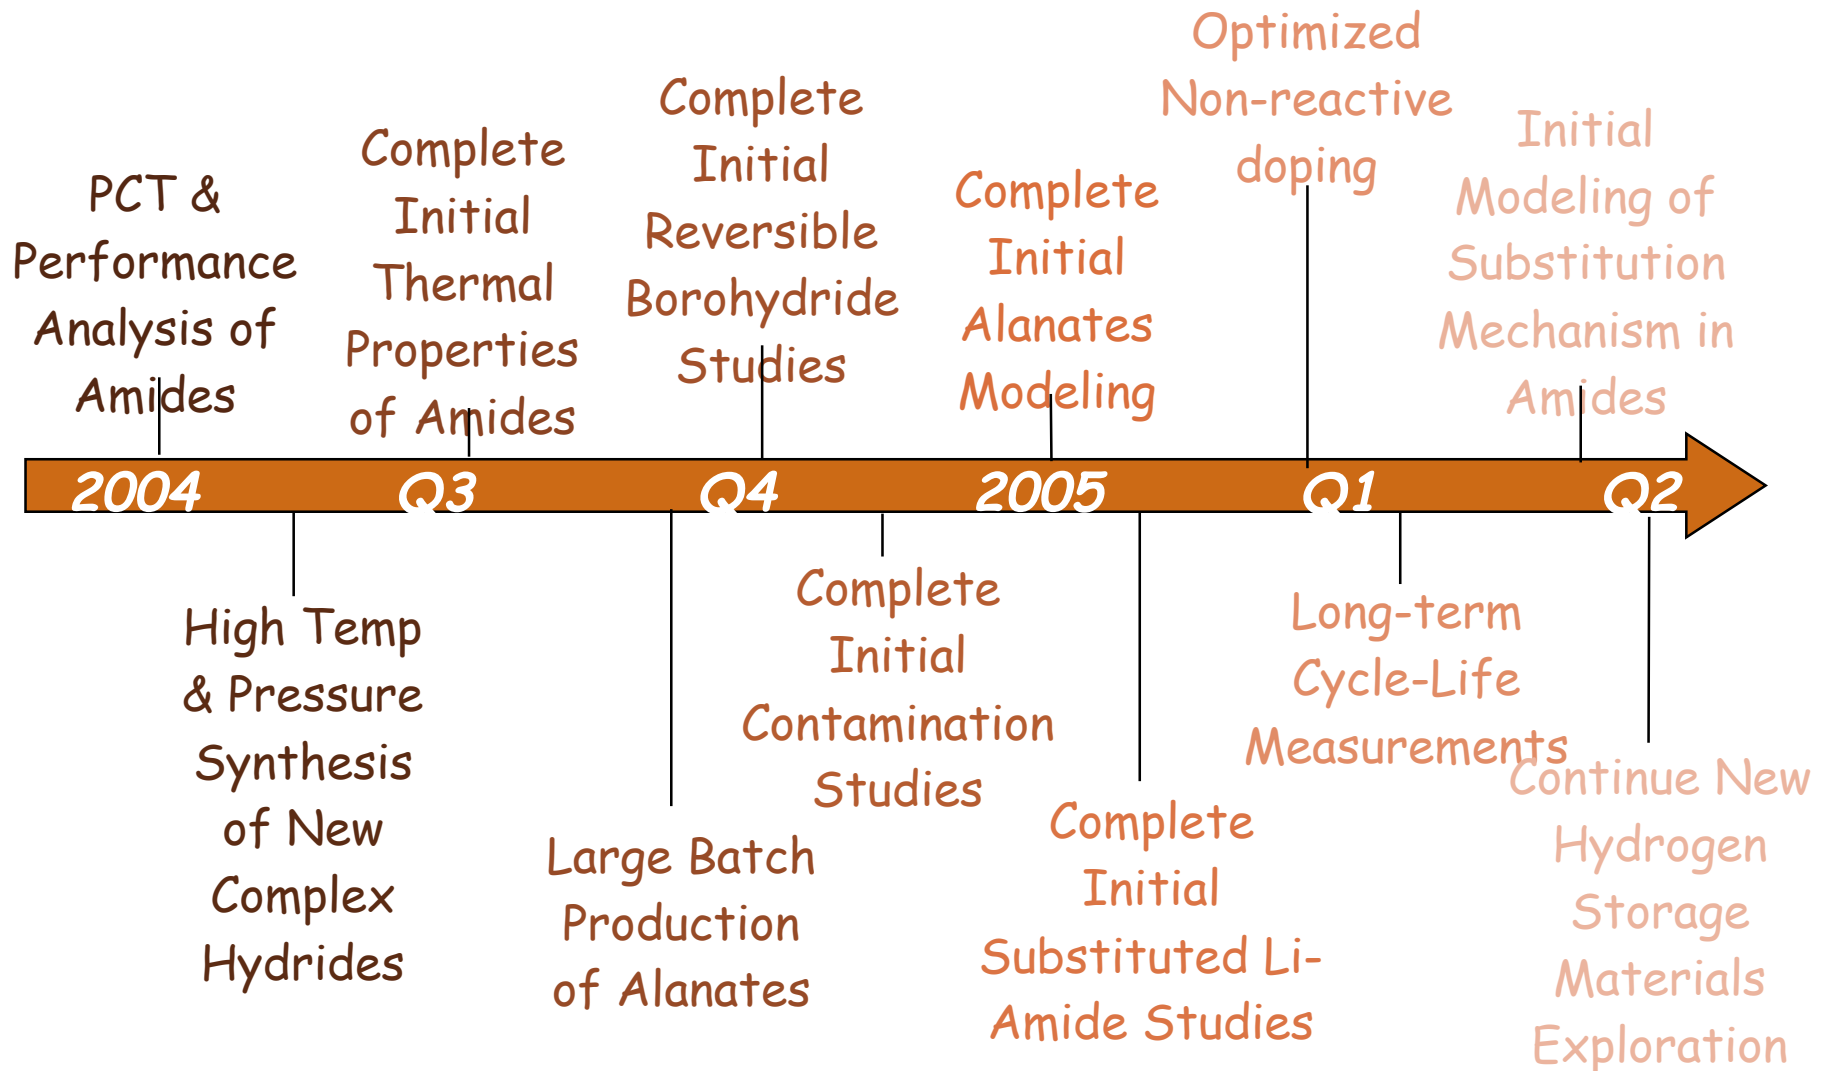 PCT &
Performance
Analysis of
Amides
Complete
Initial
Thermal
Properties
of Amides
Complete
Initial
Reversible
Borohydride
Studies
Complete
Initial
Alanates
Modeling
Optimized
Non-reactive
doping
Initial
Modeling of
Substitution
Mechanism in
Amides
2004 Q3 Q4 2005 Q1 Q2
High Temp
& Pressure
Synthesis
of New
Complex
Hydrides
Large Batch
Production
of Alanates
Complete
Initial
Contamination
Studies
Complete
Initial
Substituted Li-
Amide Studies
Long-term
Cycle-Life
Measurements
Continue New
Hydrogen
Storage
Materials
Exploration